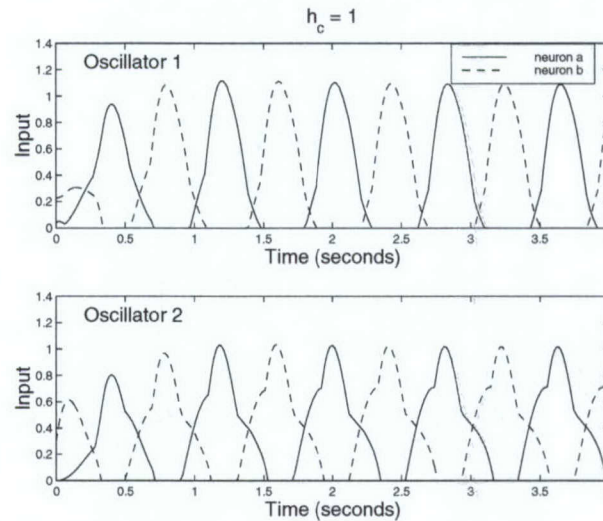 h_c = 1
Oscillator 1
neuron a
neuron b
Input
1.4
1.2
1
0.8
0.6
0.4
0.2
0
0 0.5 1 1.5 2 2.5 3 3.5
Time (seconds)
Oscillator 2
Input
1.4
1.2
1
0.8
0.6
0.4
0.2
0
0 0.5 1 1.5 2 2.5 3 3.5
Time (seconds)